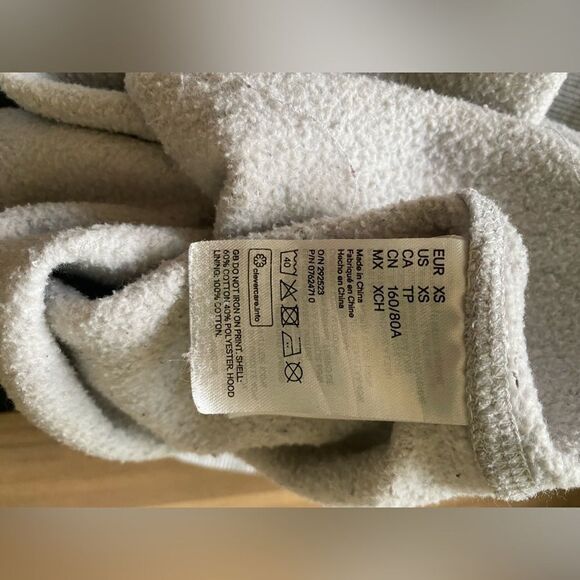 EUR XS
US XS
CA TP
CN 160/80A
MX XCH
Made in China
Fabriqué en Chine
Hecho en China
O/N 292523
P/N 07624710
40
clevercare.info
GB DO NOT IRON ON PRINT. SHELL:
60% COTTON 40% POLYESTER. HOOD
LINING: 100% COTTON.